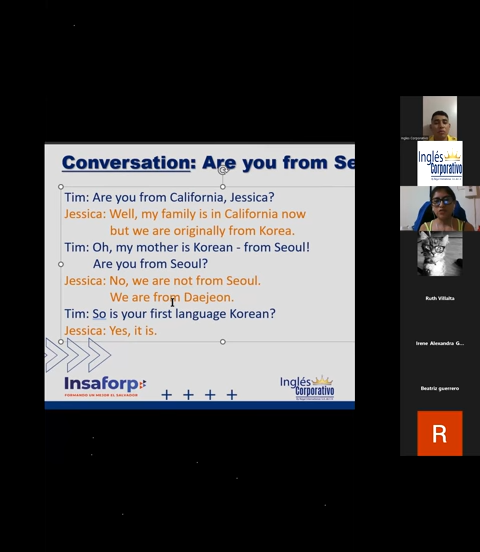 Conversation: Are you from Se
Tim: Are you from California, Jessica?
Jessica: Well, my family is in California now
but we are originally from Korea.
Tim: Oh, my mother is Korean - from Seoul!
Are you from Seoul?
Jessica: No, we are not from Seoul.
We are from Daejeon.
Tim: So is your first language Korean?
Jessica: Yes, it is.
Insaforp
FORMANDO UN MEJOR EL SALVADOR
Inglés
Corporativo
Inglés Corporativo
Inglés
Corporativo
Ruth Villalta
Irene Alexandra G...
Beatriz guerrero
R